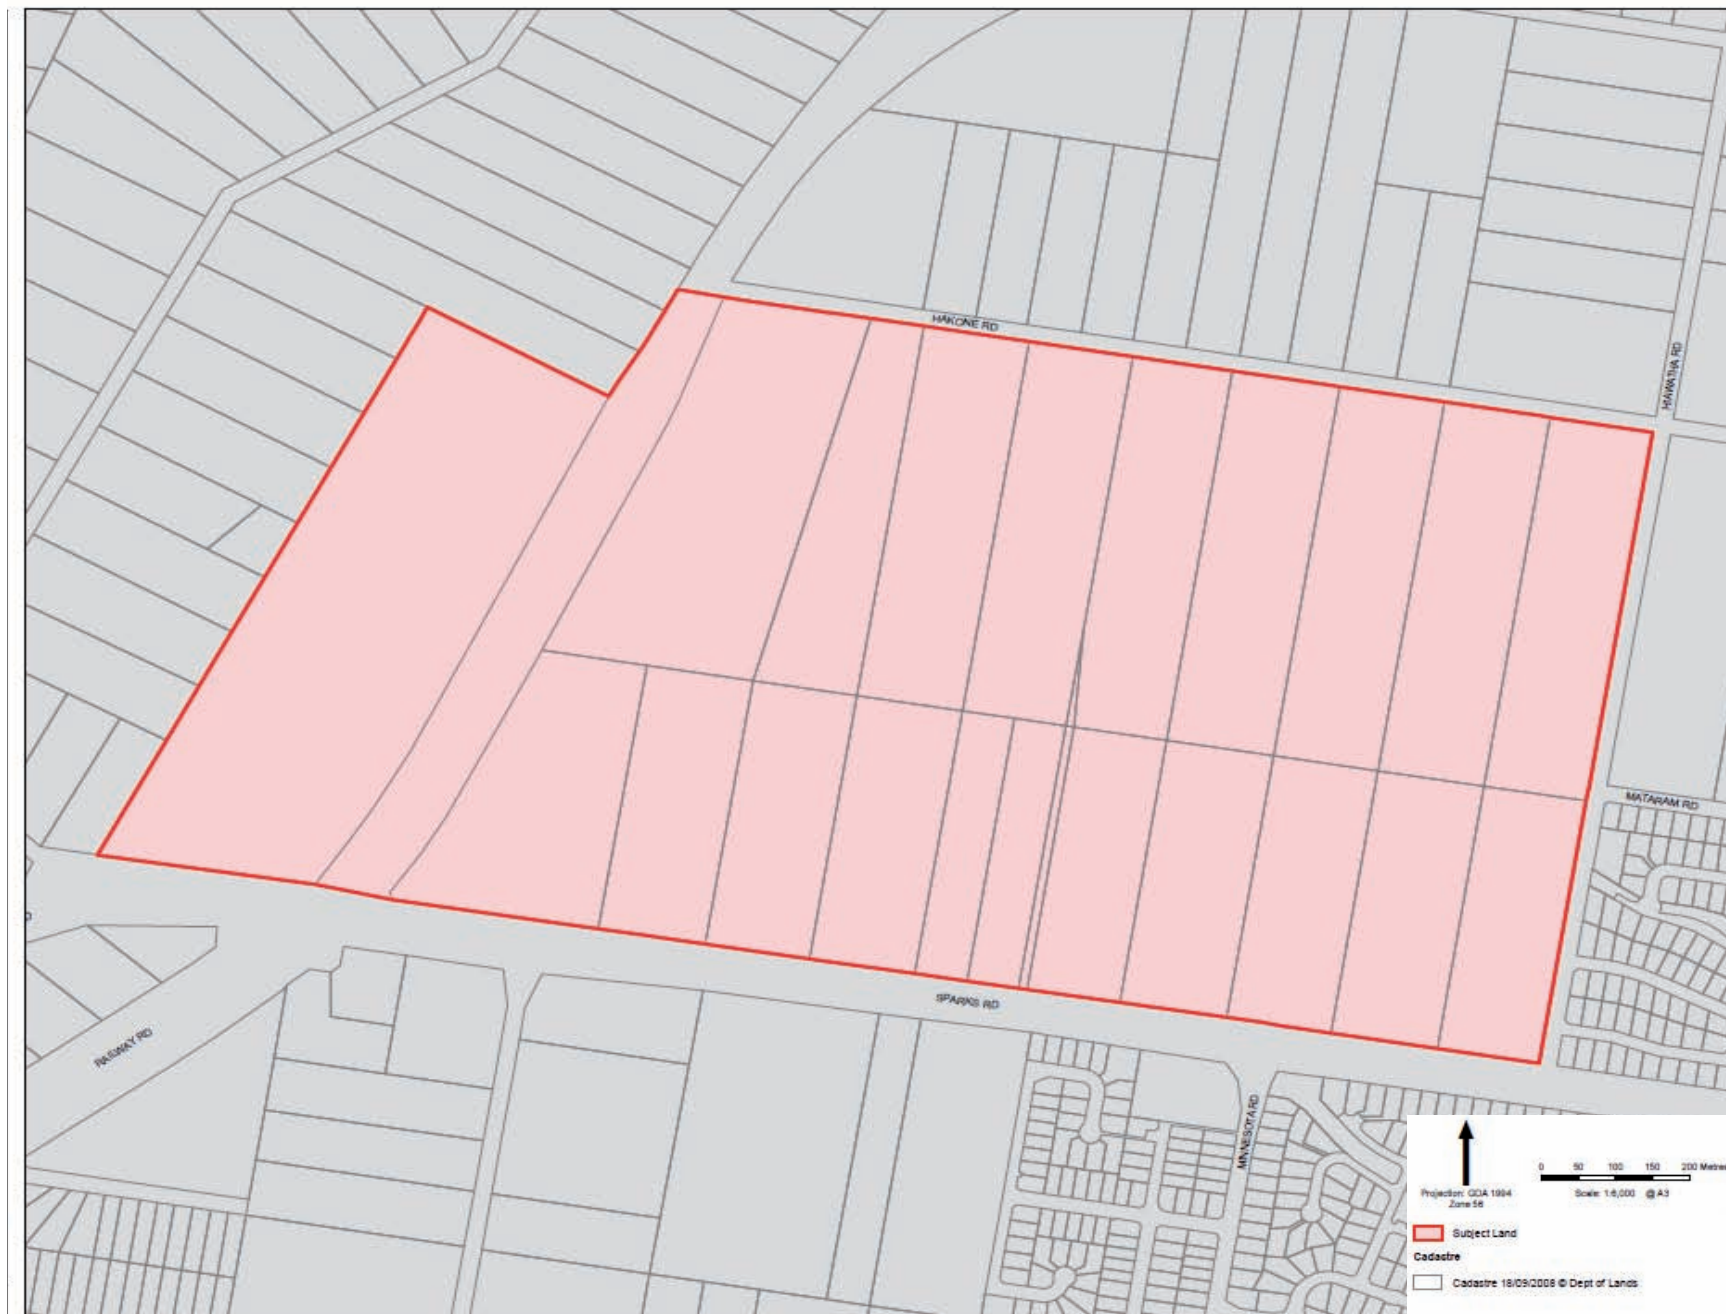 HAKONE RD
HIAWATHA RD
MATARAM RD
SPARKS RD
RAILWAY RD
MINNESOTA RD
0 50 100 150 200 Metres
Projection: GDA 1994
Zone 56
Scale: 1:6,000 @ A3
Subject Land
Cadastre
Cadastre 18/09/2008 © Dept of Lands